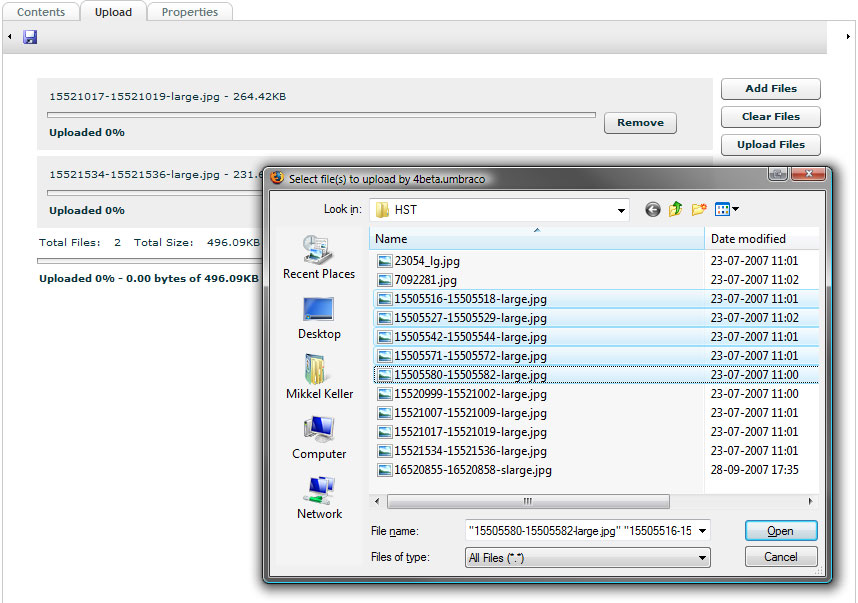 Contents Upload Properties
15521017-15521019-large.jpg - 264.42KB
Add Files
Clear Files
Uploaded 0%
Remove
Upload Files
15521534-15521536-large.jpg - 231.6
Uploaded 0%
Total Files: 2 Total Size: 496.09KB
Uploaded 0% - 0.00 bytes of 496.09KB
Select file(s) to upload by 4beta.umbraco
Look in: HST
Recent Places
Desktop
Mikkel Keller
Computer
Network
Name Date modified
23054_lg.jpg 23-07-2007 11:01
7092281.jpg 23-07-2007 11:02
15505516-15505518-large.jpg 23-07-2007 11:01
15505527-15505529-large.jpg 23-07-2007 11:02
15505542-15505544-large.jpg 23-07-2007 11:01
15505571-15505572-large.jpg 23-07-2007 11:01
15505580-15505582-large.jpg 23-07-2007 11:00
15520999-15521002-large.jpg 23-07-2007 11:00
15521007-15521009-large.jpg 23-07-2007 11:01
15521017-15521019-large.jpg 23-07-2007 11:01
15521534-15521536-large.jpg 23-07-2007 11:01
16520855-16520858-slarge.jpg 28-09-2007 17:35
File name: "15505580-15505582-large.jpg" "15505516-15 Open
Files of type: All Files (*.*) Cancel